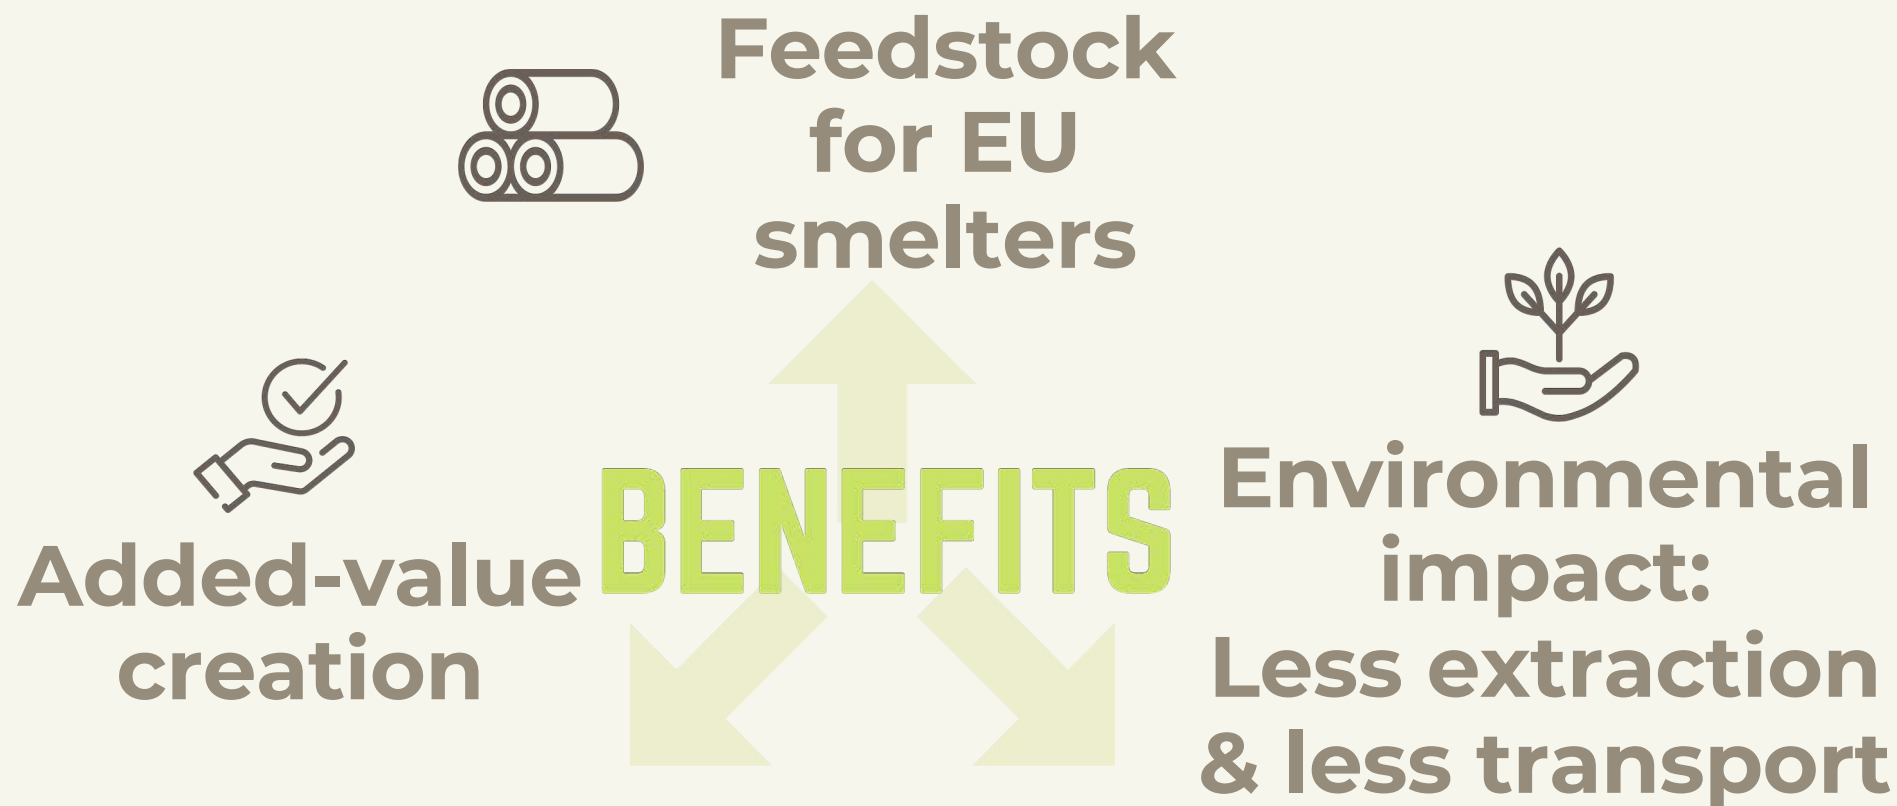 Feedstock
for EU
smelters
BENEFITS
Added-value
creation
Environmental
impact:
Less extraction
& less transport